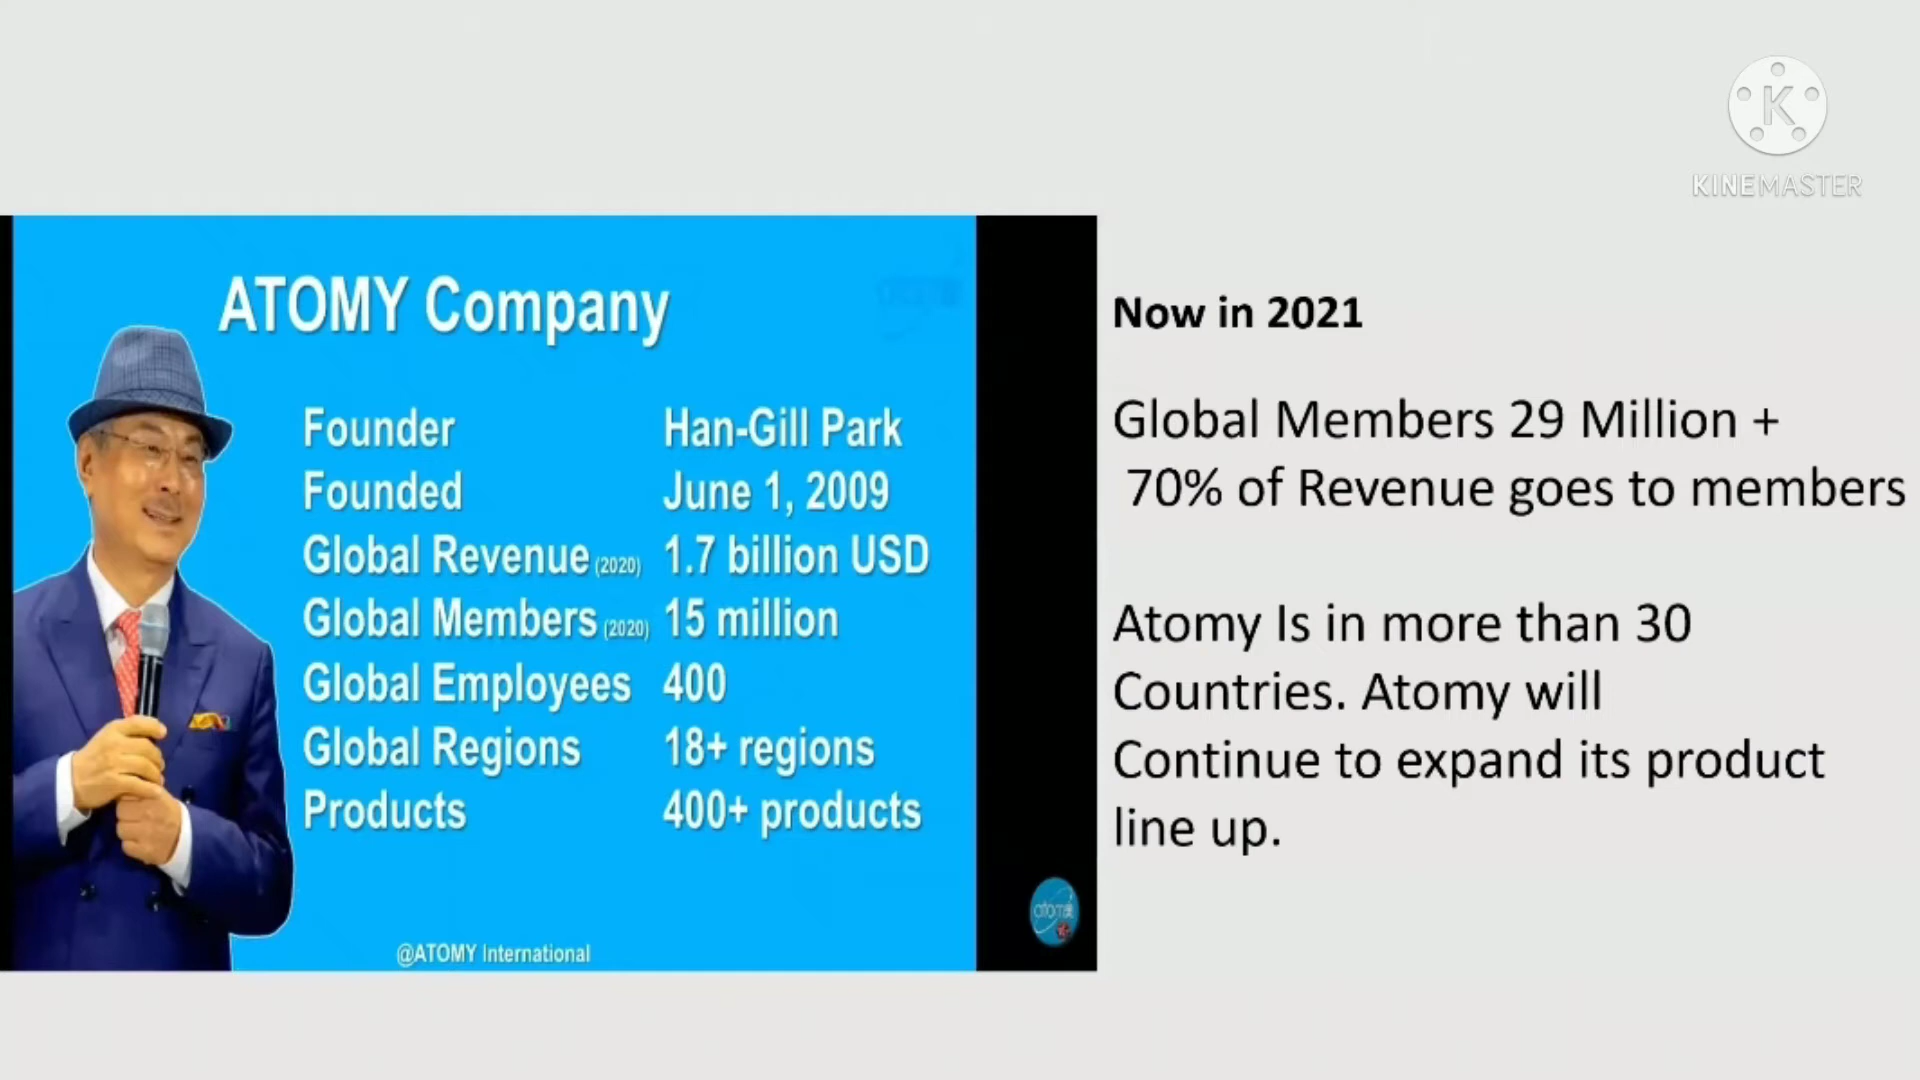 KINEMASTER
ATOMY Company
Founder Han-Gill Park
Founded June 1, 2009
Global Revenue (2020) 1.7 billion USD
Global Members (2020) 15 million
Global Employees 400
Global Regions 18+ regions
Products 400+ products
@ATOMY International
Now in 2021
Global Members 29 Million +
70% of Revenue goes to members
Atomy Is in more than 30
Countries. Atomy will
Continue to expand its product
line up.